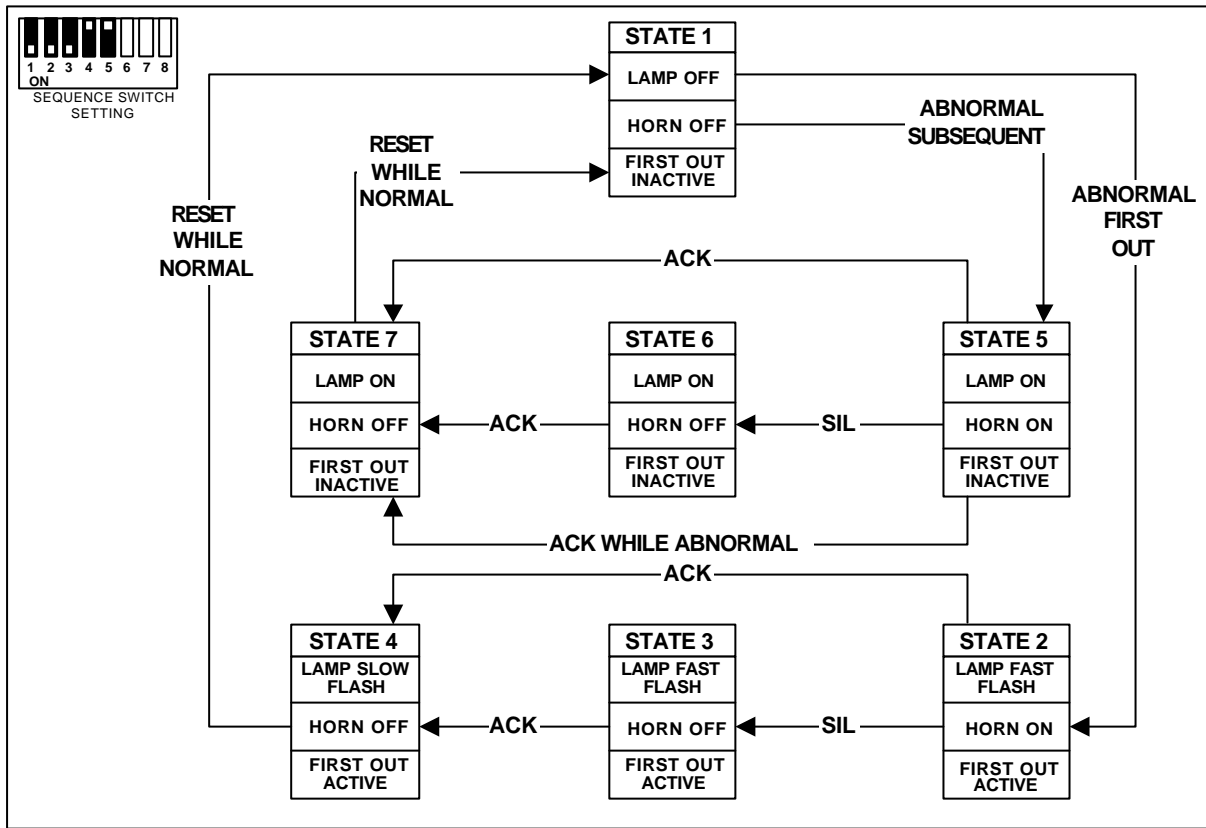 1 2 3 4 5 6 7 8
ON
SEQUENCE SWITCH
SETTING
STATE 1
LAMP OFF
HORN OFF
FIRST OUT
INACTIVE
ABNORMAL
SUBSEQUENT
ABNORMAL
FIRST
OUT
RESET
WHILE
NORMAL
RESET
WHILE
NORMAL
ACK
STATE 7
LAMP ON
HORN OFF
FIRST OUT
INACTIVE
ACK
STATE 6
LAMP ON
HORN OFF
FIRST OUT
INACTIVE
SIL
STATE 5
LAMP ON
HORN ON
FIRST OUT
INACTIVE
ACK WHILE ABNORMAL
ACK
STATE 4
LAMP SLOW
FLASH
HORN OFF
FIRST OUT
ACTIVE
ACK
STATE 3
LAMP FAST
FLASH
HORN OFF
FIRST OUT
ACTIVE
SIL
STATE 2
LAMP FAST
FLASH
HORN ON
FIRST OUT
ACTIVE